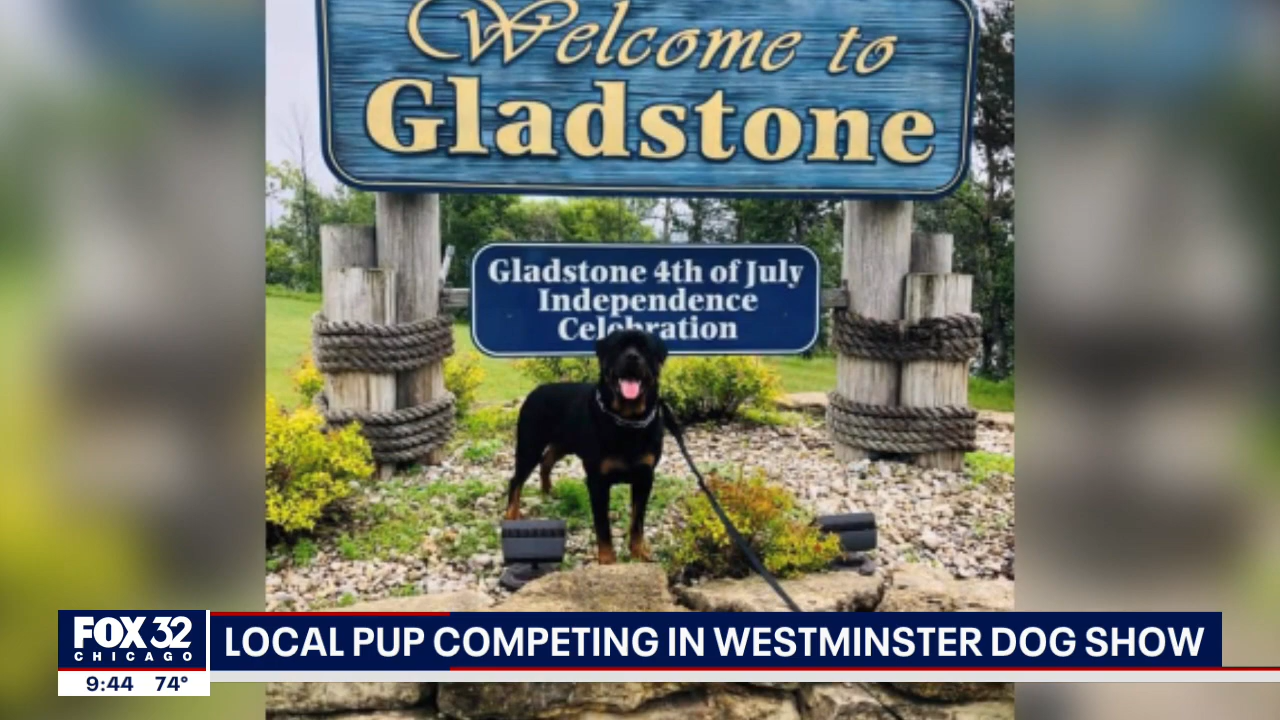 Welcome to
Gladstone
Gladstone 4th of July
Independence
Celebration
FOX 32
CHICAGO
LOCAL PUP COMPETING IN WESTMINSTER DOG SHOW
9:44 74°